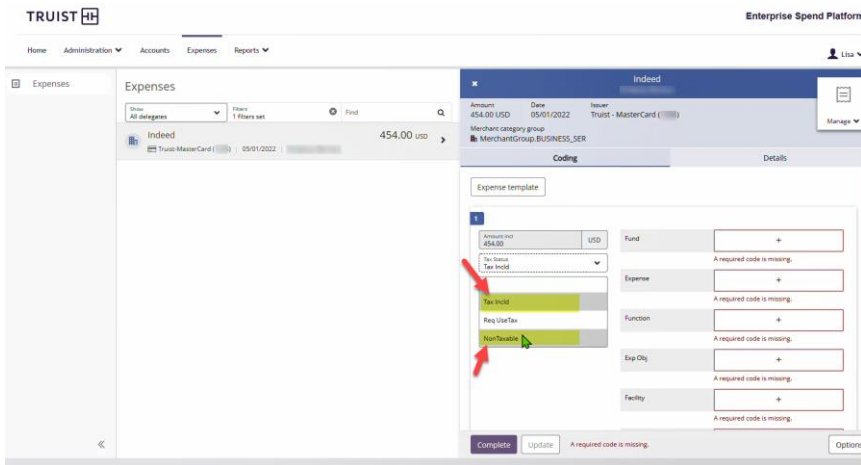 TRUIST
Enterprise Spend Platform
Home Administration Accounts Expenses Reports
Lisa
Expenses
Expenses
Show
All delegates
Filters
1 filters set
Find
Indeed
454.00 USD
Truist-MasterCard ( ) | 05/01/2022 |
Indeed
Manage
Amount Date Issuer
454.00 USD 05/01/2022 Truist - MasterCard ( )
Merchant category group
MerchantGroup.BUSINESS_SER
Coding Details
Expense template
1
Amount incl
454.00 USD
Tax Status
Tax Incld
Tax Incld
Req UseTax
NonTaxable
Fund +
A required code is missing.
Expense +
A required code is missing.
Function +
A required code is missing.
Exp Obj +
A required code is missing.
Facility +
A required code is missing.
Complete Update A required code is missing. Options